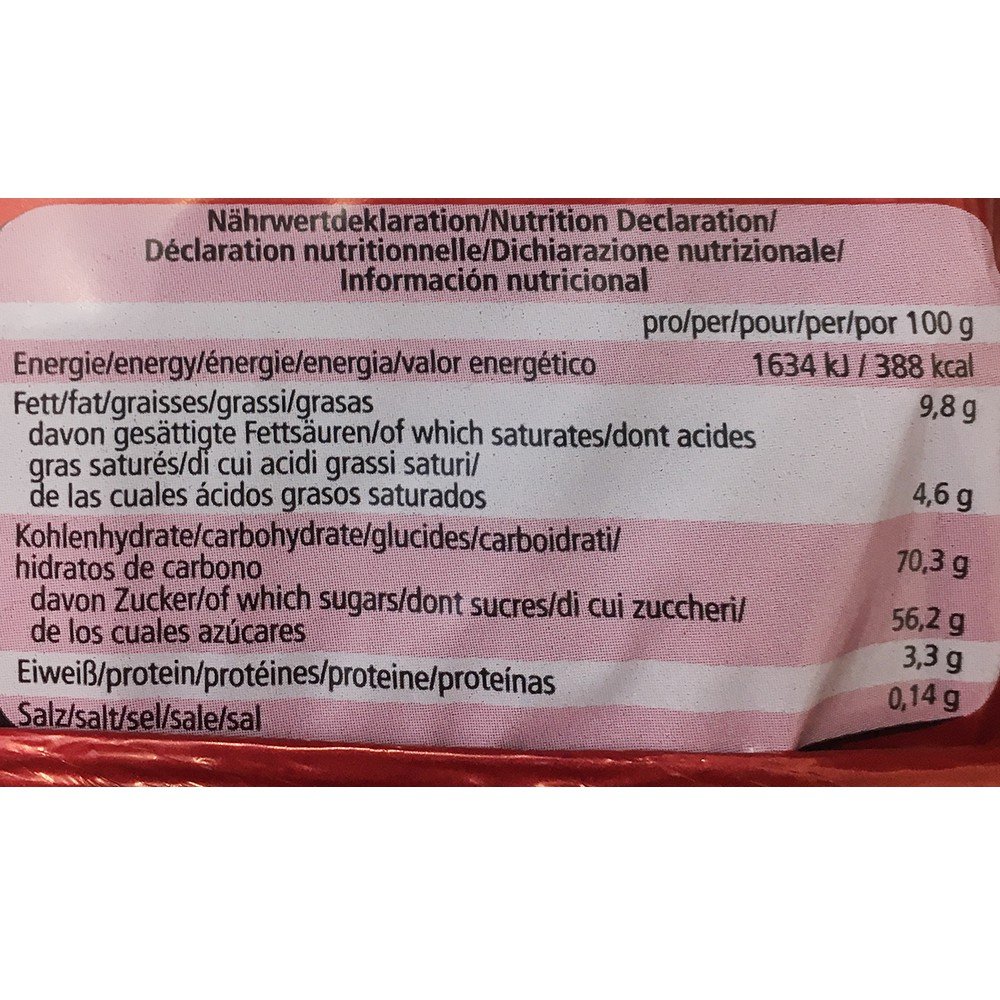 Nährwertdeklaration/Nutrition Declaration/
Déclaration nutritionnelle/Dichiarazione nutrizionale/
Información nutricional
pro/per/pour/per/por 100 g
Energie/energy/énergie/energia/valor energético 1634 kJ / 388 kcal
Fett/fat/graisses/grassi/grasas 9,8 g
davon gesättigte Fettsäuren/of which saturates/dont acides
gras saturés/di cui acidi grassi saturi/
de las cuales ácidos grasos saturados 4,6 g
Kohlenhydrate/carbohydrate/glucides/carboidrati/
hidratos de carbono 70,3 g
davon Zucker/of which sugars/dont sucres/di cui zuccheri/
de los cuales azúcares 56,2 g
Eiweiß/protein/protéines/proteine/proteínas 3,3 g
Salz/salt/sel/sale/sal 0,14 g